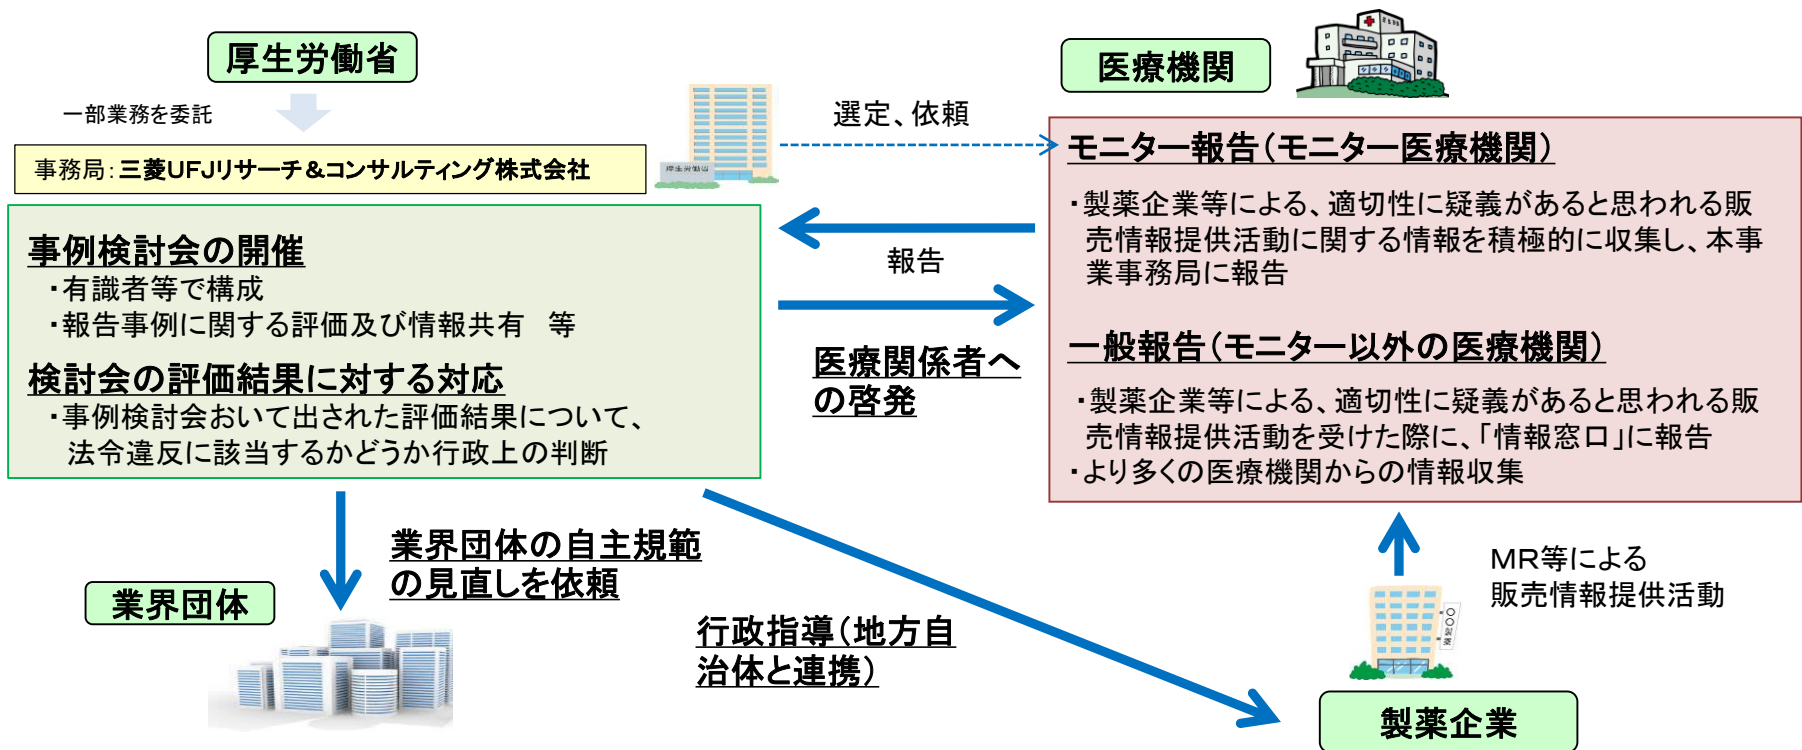 厚生労働省
一部業務を委託
事務局：三菱UFJリサーチ＆コンサルティング株式会社
厚生労働省
事例検討会の開催
・有識者等で構成
・報告事例に関する評価及び情報共有　等
検討会の評価結果に対する対応
・事例検討会おいて出された評価結果について、
法令違反に該当するかどうか行政上の判断
選定、依頼
報告
医療関係者へ
の啓発
医療機関
モニター報告（モニター医療機関）
・製薬企業等による、適切性に疑義があると思われる販
売情報提供活動に関する情報を積極的に収集し、本事
業事務局に報告
一般報告（モニター以外の医療機関）
・製薬企業等による、適切性に疑義があると思われる販
売情報提供活動を受けた際に、「情報窓口」に報告
・より多くの医療機関からの情報収集
業界団体の自主規範
の見直しを依頼
業界団体
行政指導（地方自
治体と連携）
ＭＲ等による
販売情報提供活動
〇〇製薬
製薬企業